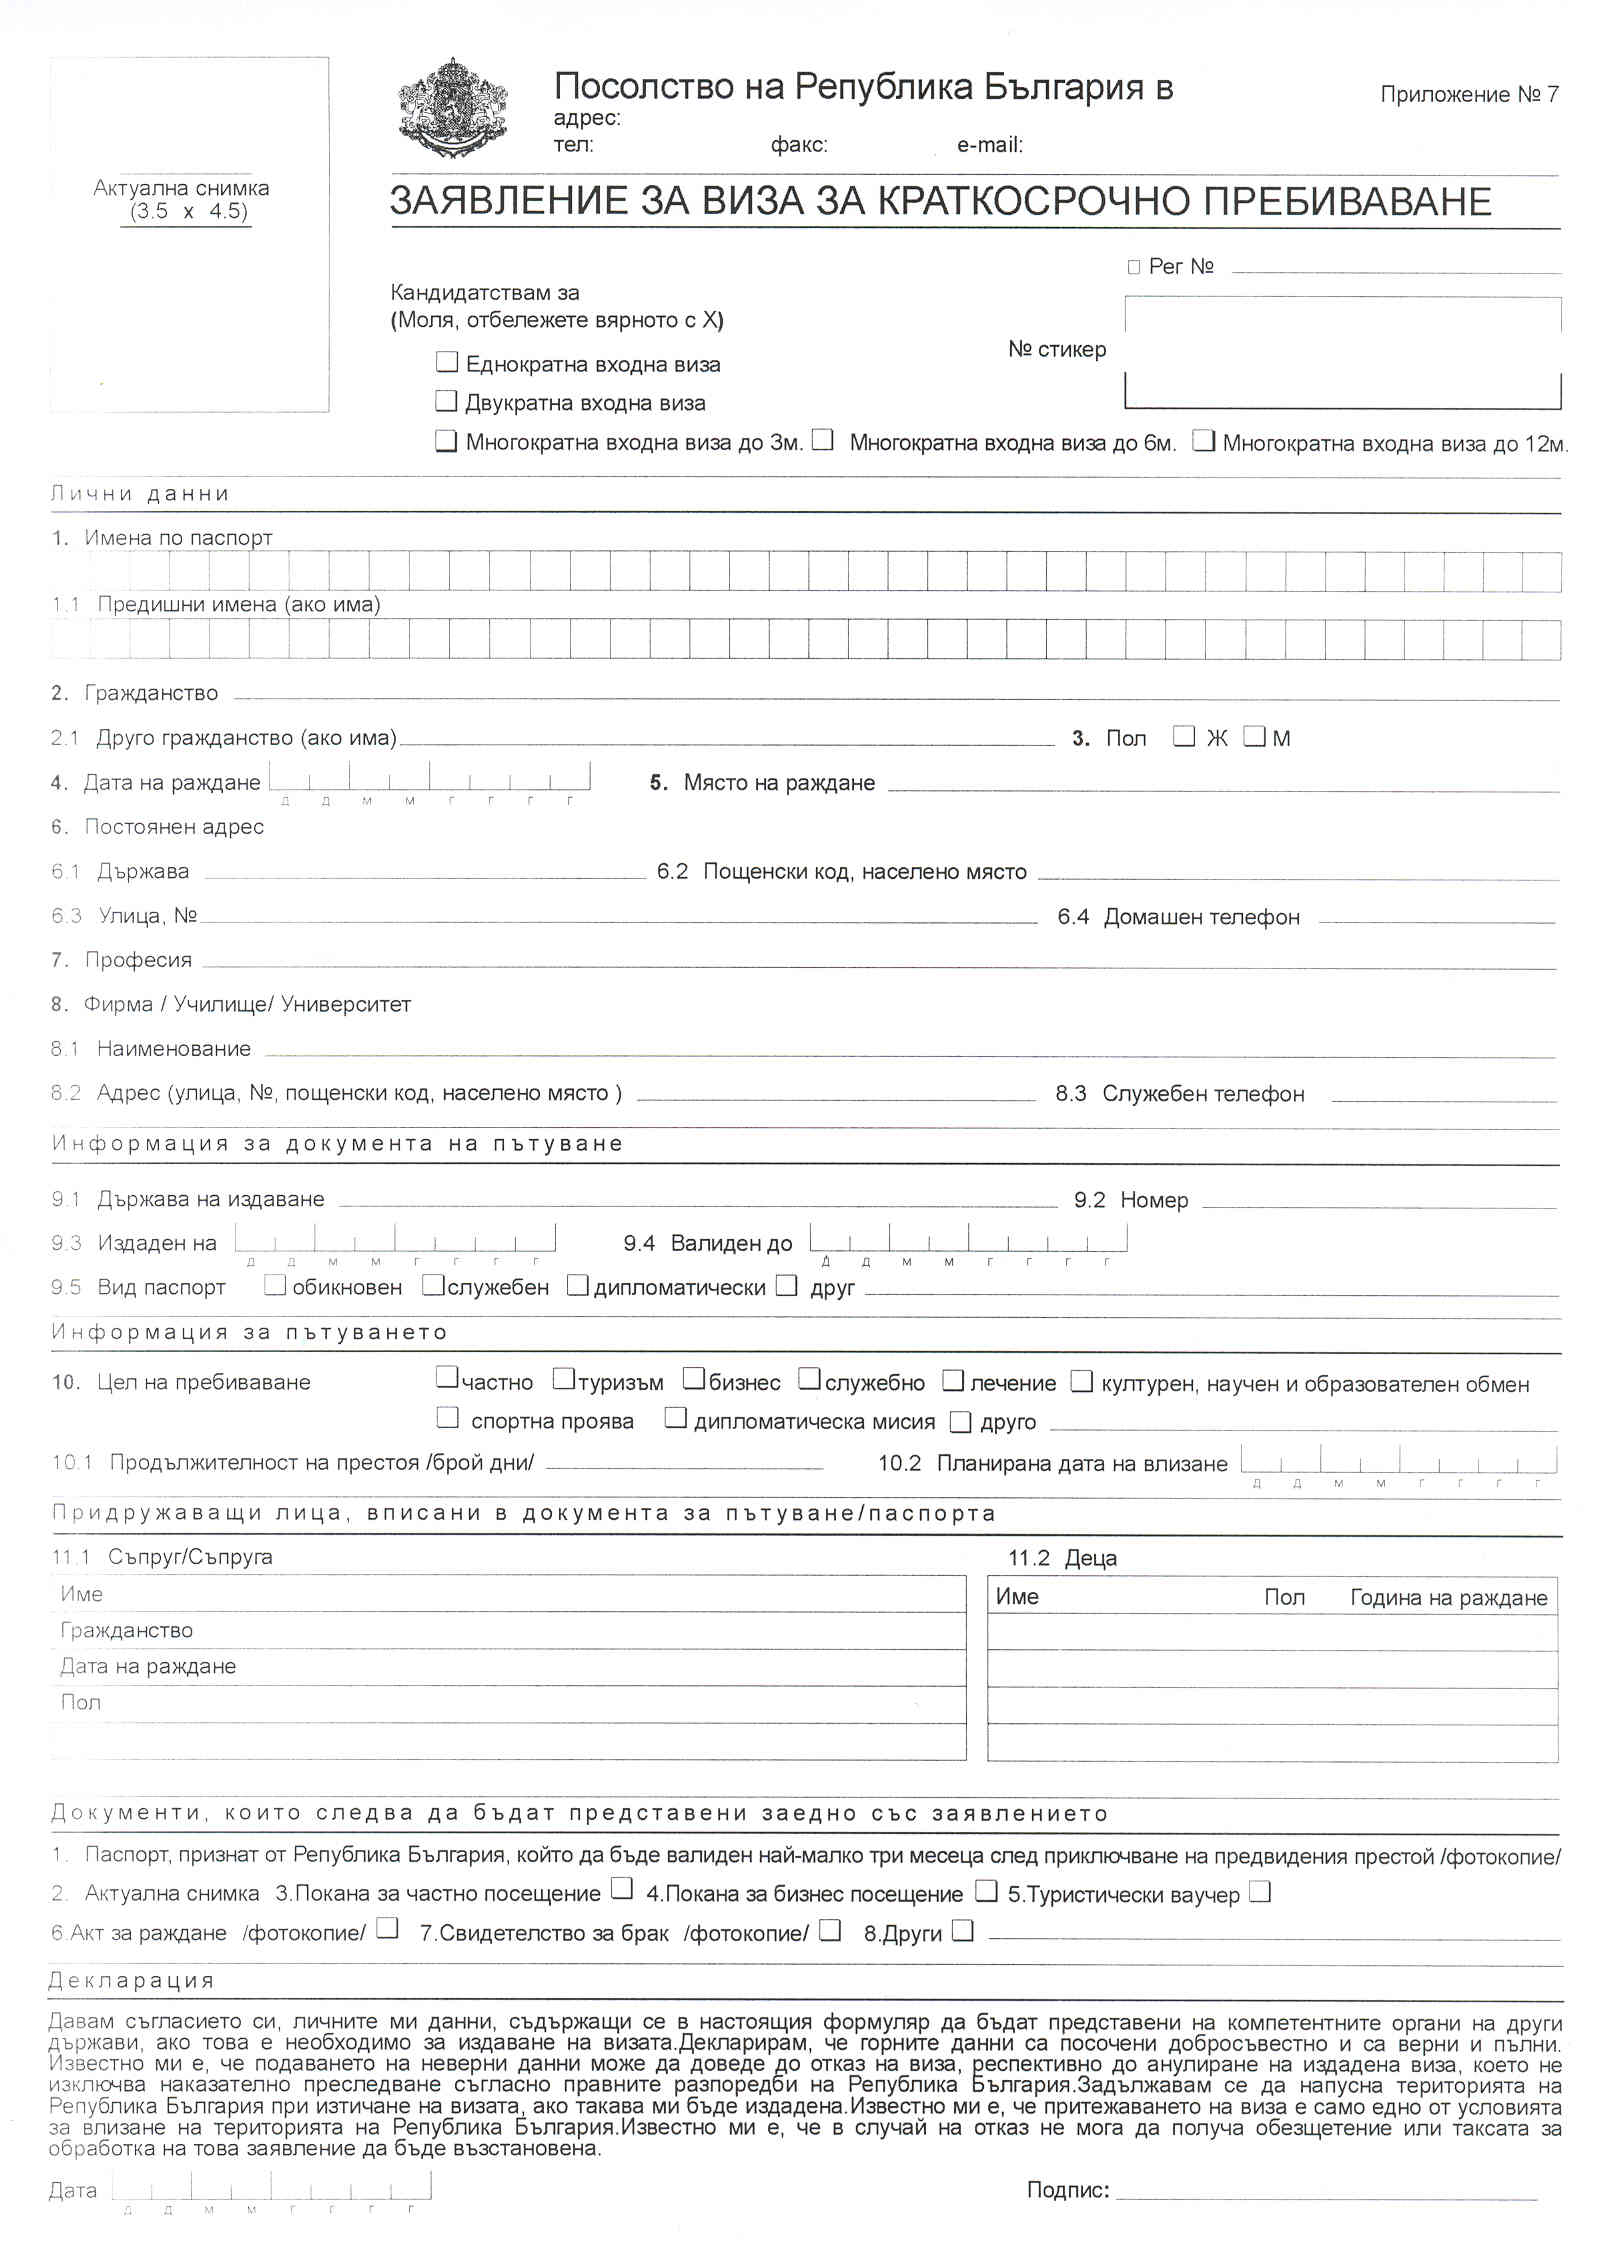 Посолство на Република България в
Приложение № 7
адрес:
тел: факс: e-mail:
Актуална снимка
(3.5 x 4.5)
ЗАЯВЛЕНИЕ ЗА ВИЗА ЗА КРАТКОСРОЧНО ПРЕБИВАВАНЕ
Рег №
Кандидатствам за
(Моля, отбележете вярното с X)
№ стикер
Еднократна входна виза
Двукратна входна виза
Многократна входна виза до 3м. Многократна входна виза до 6м. Многократна входна виза до 12м.
Лични данни
1. Имена по паспорт
1.1 Предишни имена (ако има)
2. Гражданство
2.1 Друго гражданство (ако има) 3. Пол Ж М
4. Дата на раждане 5. Място на раждане
д д м м г г г г
6. Постоянен адрес
6.1 Държава 6.2 Пощенски код, населено място
6.3 Улица, № 6.4 Домашен телефон
7. Професия
8. Фирма / Училище/ Университет
8.1 Наименование
8.2 Адрес (улица, №, пощенски код, населено място ) 8.3 Служебен телефон
Информация за документа на пътуване
9.1 Държава на издаване 9.2 Номер
9.3 Издаден на 9.4 Валиден до
д д м м г г г г д д м м г г г г
9.5 Вид паспорт обикновен служебен дипломатически друг
Информация за пътуването
10. Цел на пребиваване частно туризъм бизнес служебно лечение културен, научен и образователен обмен
спортна проява дипломатическа мисия друго
10.1 Продължителност на престоя /брой дни/ 10.2 Планирана дата на влизане
д д м м г г г г
Придружаващи лица, вписани в документа за пътуване/паспорта
11.1 Съпруг/Съпруга 11.2 Деца
Име Име Пол Година на раждане
Гражданство
Дата на раждане
Пол
Документи, които следва да бъдат представени заедно със заявлението
1. Паспорт, признат от Република България, който да бъде валиден най-малко три месеца след приключване на предвидения престой /фотокопие/
2. Актуална снимка 3.Покана за частно посещение 4.Покана за бизнес посещение 5.Туристически ваучер
6.Акт за раждане /фотокопие/ 7.Свидетелство за брак /фотокопие/ 8.Други
Декларация
Давам съгласието си, личните ми данни, съдържащи се в настоящия формуляр да бъдат представени на компетентните органи на други
държави, ако това е необходимо за издаване на визата.Декларирам, че горните данни са посочени добросъвестно и са верни и пълни.
Известно ми е, че подаването на неверни данни може да доведе до отказ на виза, респективно до анулиране на издадена виза, което не
изключва наказателно преследване съгласно правните разпоредби на Република България.Задължавам се да напусна територията на
Република България при изтичане на визата, ако такава ми бъде издадена.Известно ми е, че притежаването на виза е само едно от условията
за влизане на територията на Република България.Известно ми е, че в случай на отказ не мога да получа обезщетение или таксата за
обработка на това заявление да бъде възстановена.
Дата Подпис:
д д м м г г г г